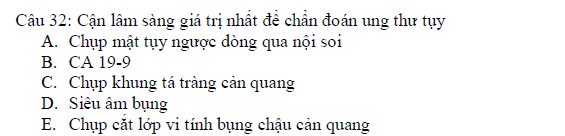 Câu 32: Cận lâm sàng giá trị nhất để chẩn đoán ung thư tụy
A. Chụp mật tụy ngược dòng qua nội soi
B. CA 19-9
C. Chụp khung tá tràng cản quang
D. Siêu âm bụng
E. Chụp cắt lớp vi tính bụng chậu cản quang